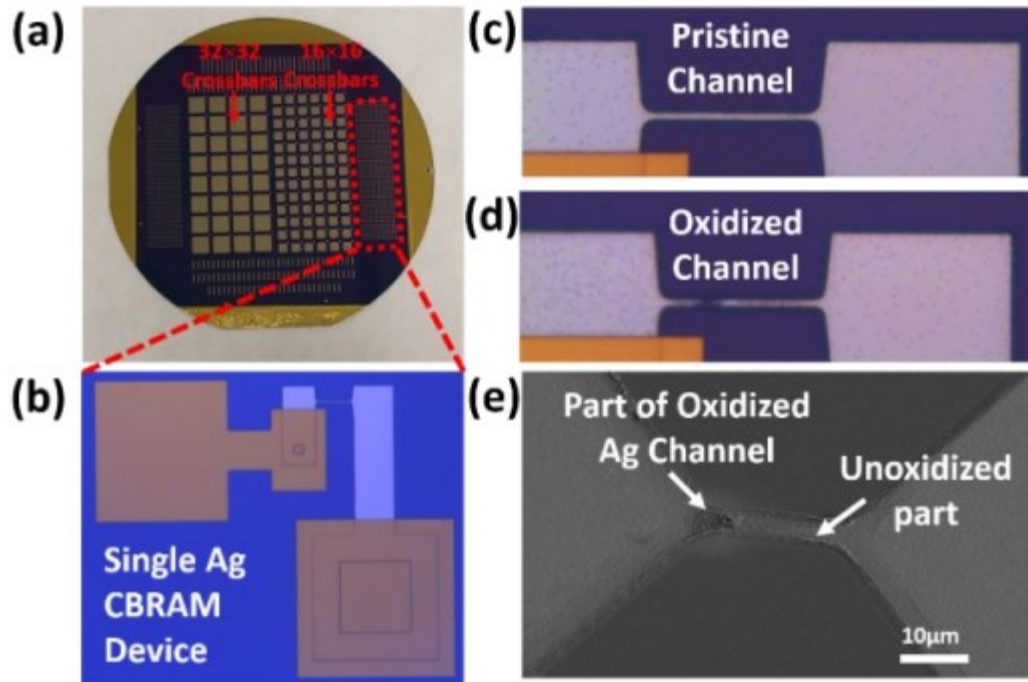 (a)
32×32
Crossbars
16×16
Crossbars
(b)
Single Ag
CBRAM
Device
(c)
Pristine
Channel
(d)
Oxidized
Channel
(e)
Part of Oxidized
Ag Channel
Unoxidized
part
10μm